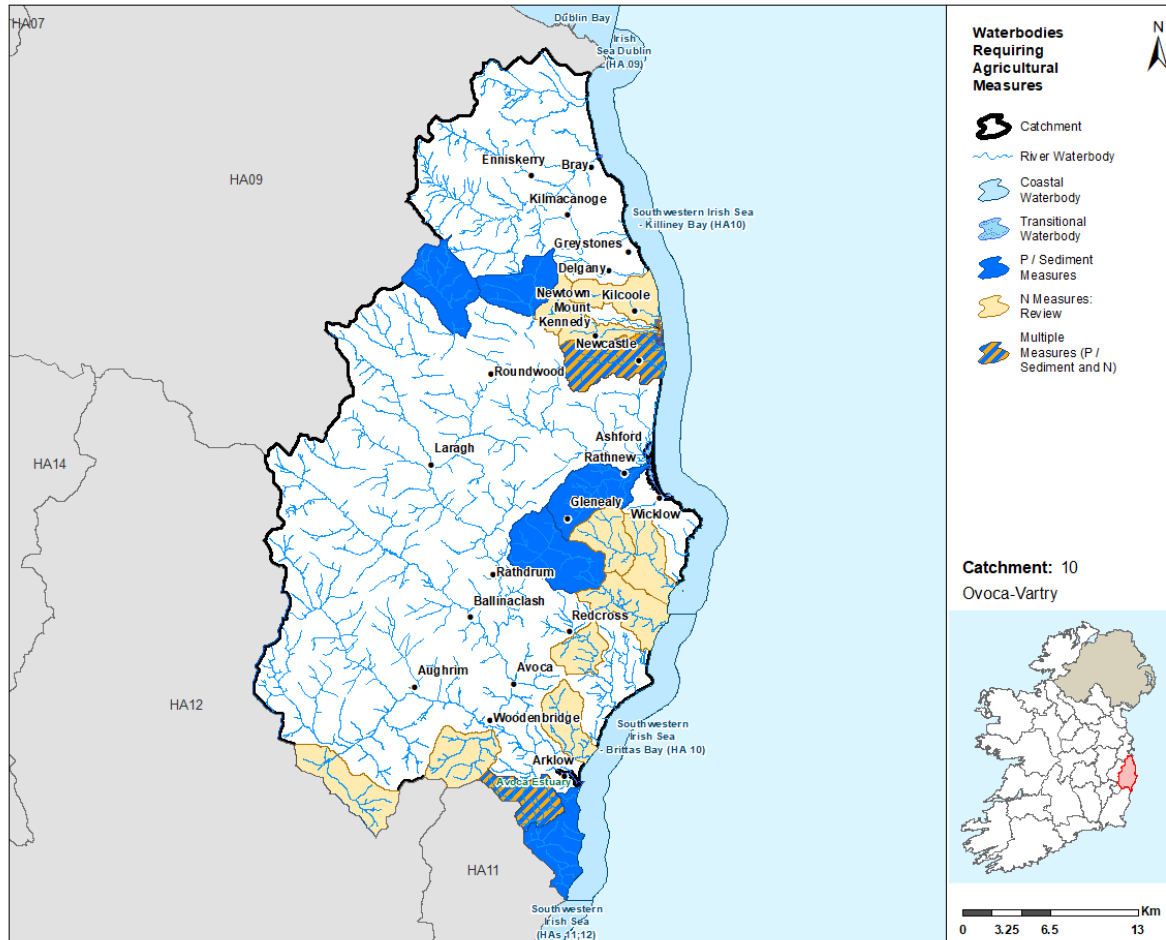 HA07
Dublin Bay
Irish
Sea Dublin
(HA 09)
HA09
Enniskerry
Bray
Kilmacanoge
Southwestern Irish Sea
- Killiney Bay (HA10)
Greystones
Delgany
Newtown
Mount
Kennedy
Kilcoole
Newcastle
Roundwood
Ashford
Rathnew
HA14
Laragh
Glenealy
Wicklow
Rathdrum
Ballinaclash
Redcross
Aughrim
Avoca
HA12
Woodenbridge
Southwestern
Irish Sea
- Brittas Bay (HA 10)
Arklow
Avoca Estuary
HA11
Southwestern
Irish Sea
(HAs 11;12)
Waterbodies
Requiring
Agricultural
Measures
N
Catchment
River Waterbody
Coastal
Waterbody
Transitional
Waterbody
P / Sediment
Measures
N Measures:
Review
Multiple
Measures (P /
Sediment and N)
Catchment: 10
Ovoca-Vartry
Km
0 3.25 6.5 13